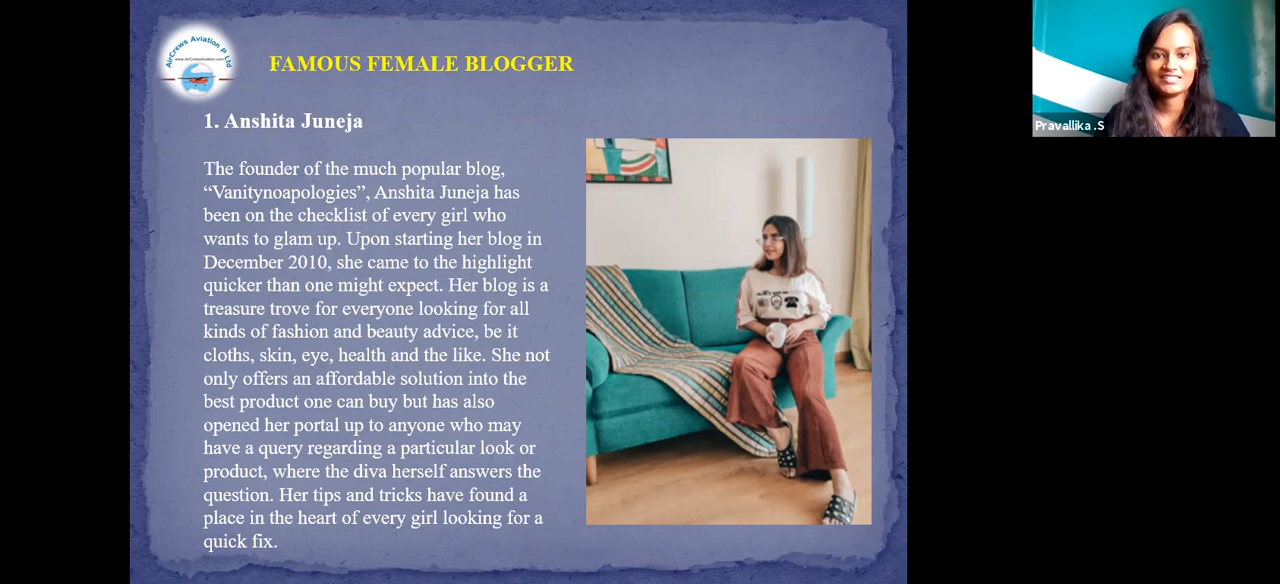 AirCrews Aviation P Ltd
www.AirCrewsAviation.com
FAMOUS FEMALE BLOGGER
1. Anshita Juneja
The founder of the much popular blog,
“Vanitynoapologies”, Anshita Juneja has
been on the checklist of every girl who
wants to glam up. Upon starting her blog in
December 2010, she came to the highlight
quicker than one might expect. Her blog is a
treasure trove for everyone looking for all
kinds of fashion and beauty advice, be it
cloths, skin, eye, health and the like. She not
only offers an affordable solution into the
best product one can buy but has also
opened her portal up to anyone who may
have a query regarding a particular look or
product, where the diva herself answers the
question. Her tips and tricks have found a
place in the heart of every girl looking for a
quick fix.
Pravallika .S